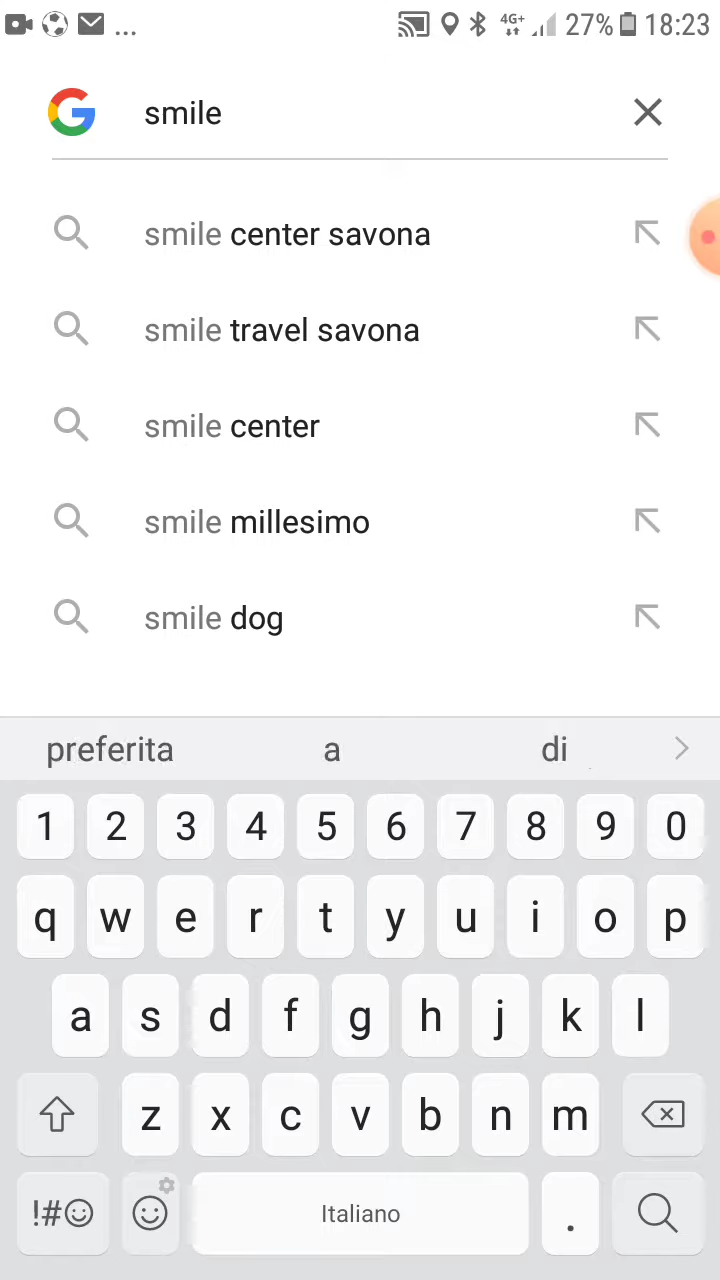 ... 4G+ 27% 18:23
G smile
smile center savona
smile travel savona
smile center
smile millesimo
smile dog
preferita a di
1 2 3 4 5 6 7 8 9 0
q w e r t y u i o p
a s d f g h j k l
z x c v b n m
!#☺ Italiano .